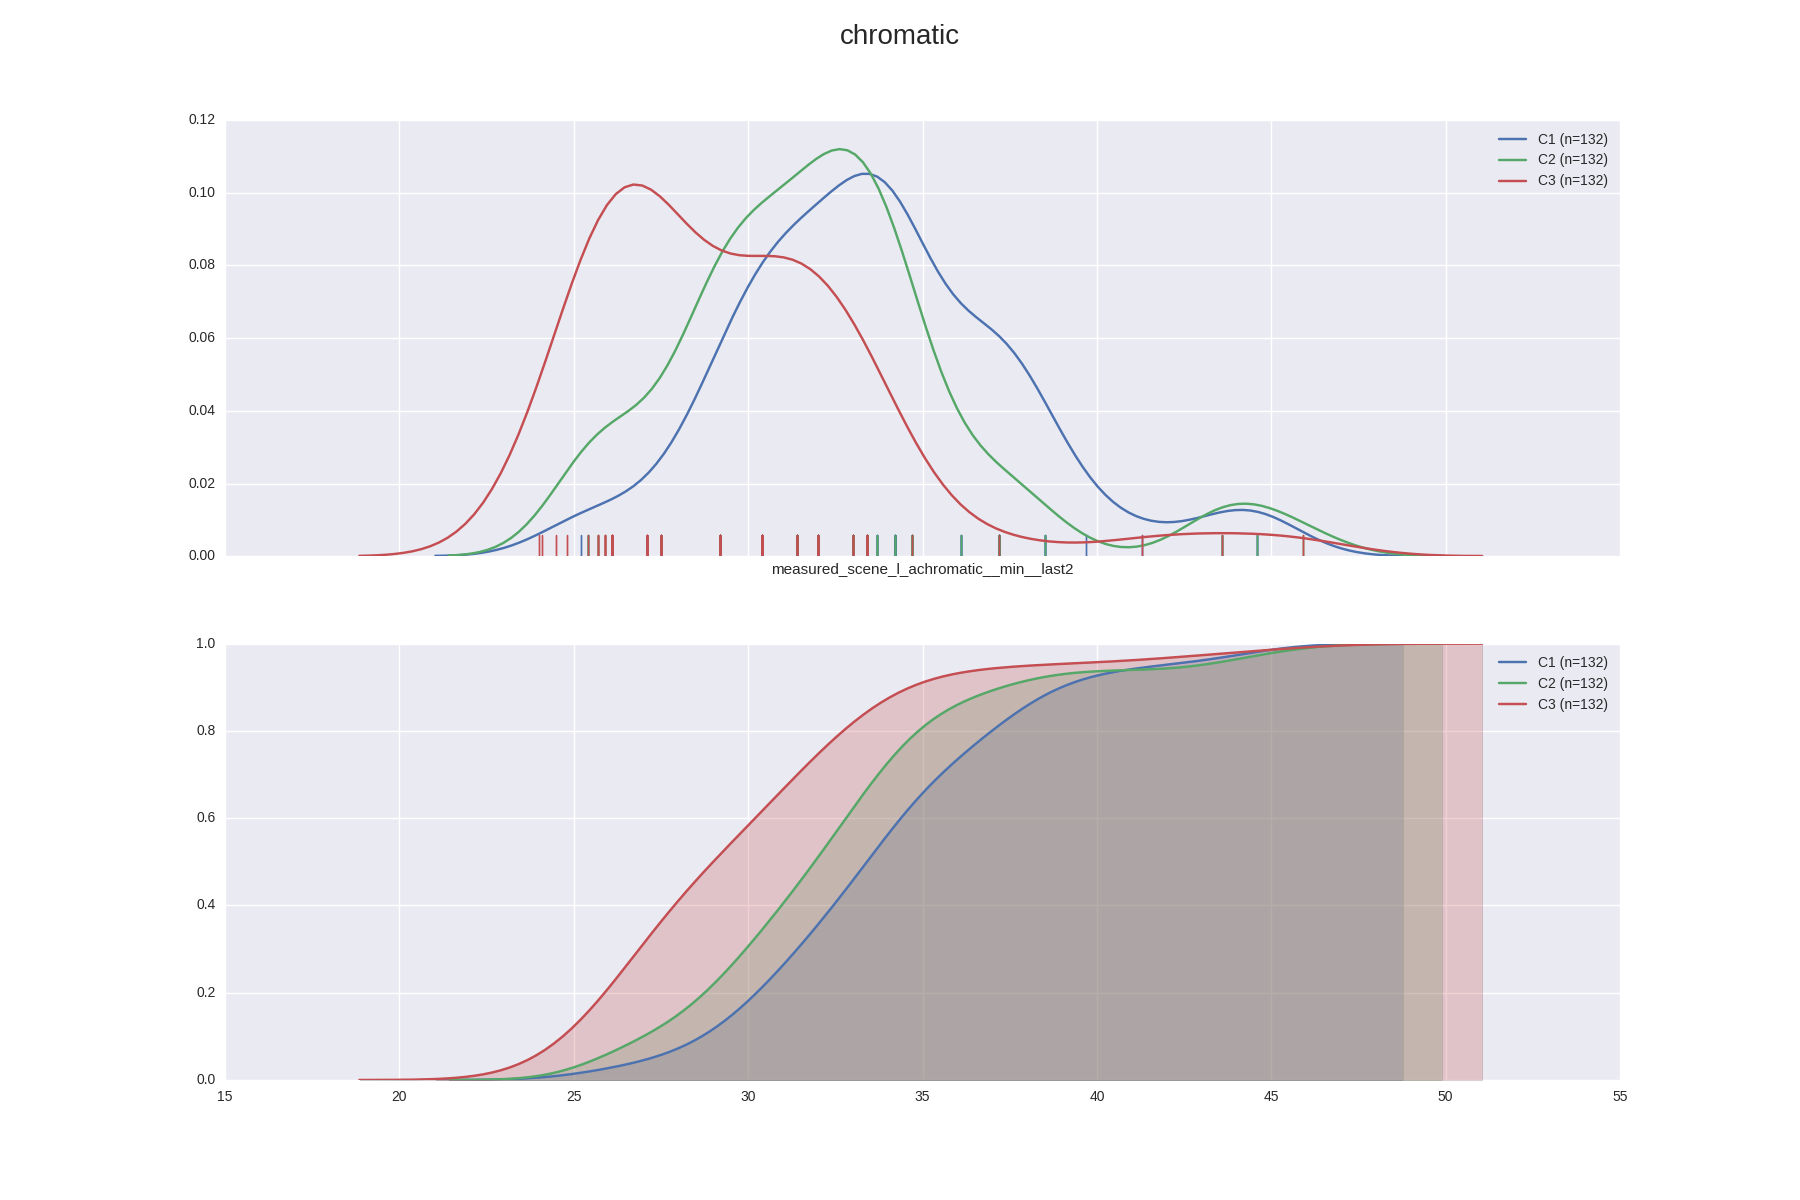 chromatic
0.12
0.10
0.08
0.06
0.04
0.02
0.00
C1 (n=132)
C2 (n=132)
C3 (n=132)
measured_scene_l_achromatic__min__last2
1.0
0.8
0.6
0.4
0.2
0.0
C1 (n=132)
C2 (n=132)
C3 (n=132)
15 20 25 30 35 40 45 50 55